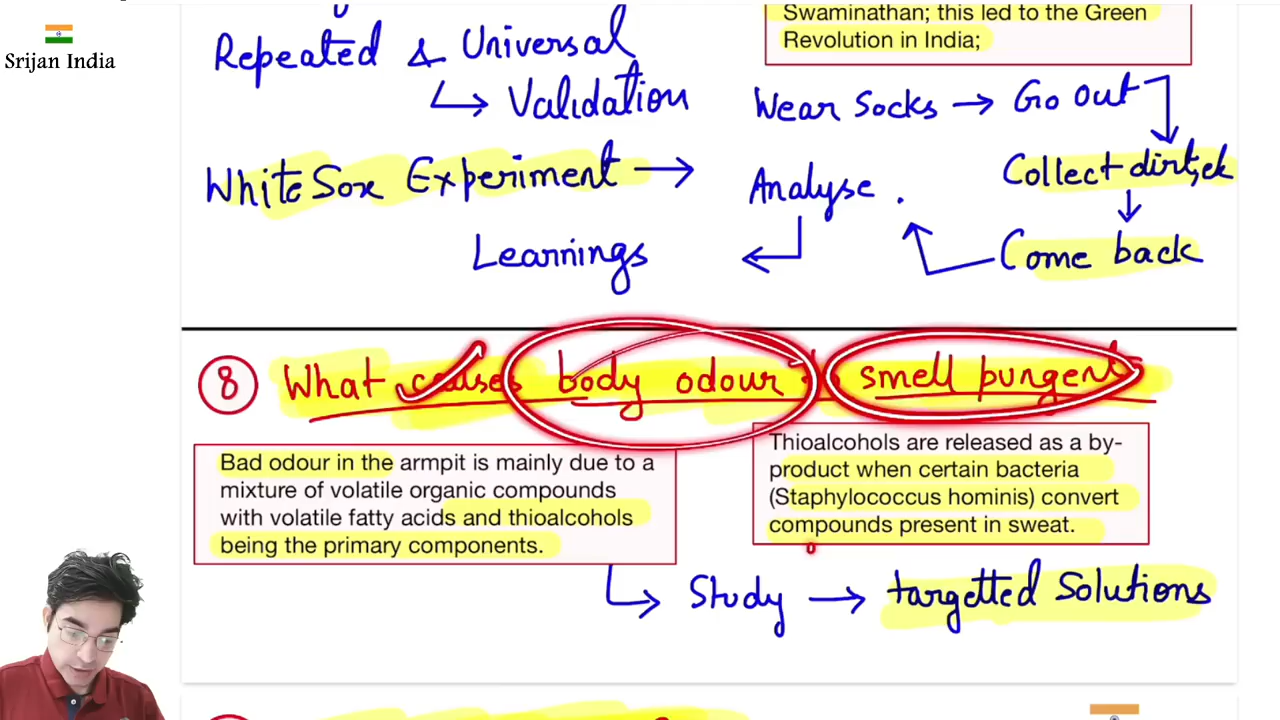 Srijan India
Swaminathan; this led to the Green
Revolution in India;
Repeated & Universal
↳ Validation
Wear Socks → Go Out
Collect dirt, etc
Come back
White Sox Experiment →
Analyse .
Learnings
8 What causes body odour to smell pungent
Bad odour in the armpit is mainly due to a
mixture of volatile organic compounds
with volatile fatty acids and thioalcohols
being the primary components.
Thioalcohols are released as a by-
product when certain bacteria
(Staphylococcus hominis) convert
compounds present in sweat.
↳ Study → targetted Solutions